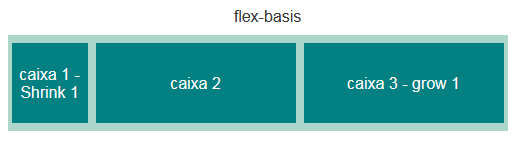 flex-basis
caixa 1 -
Shrink 1
caixa 2
caixa 3 - grow 1